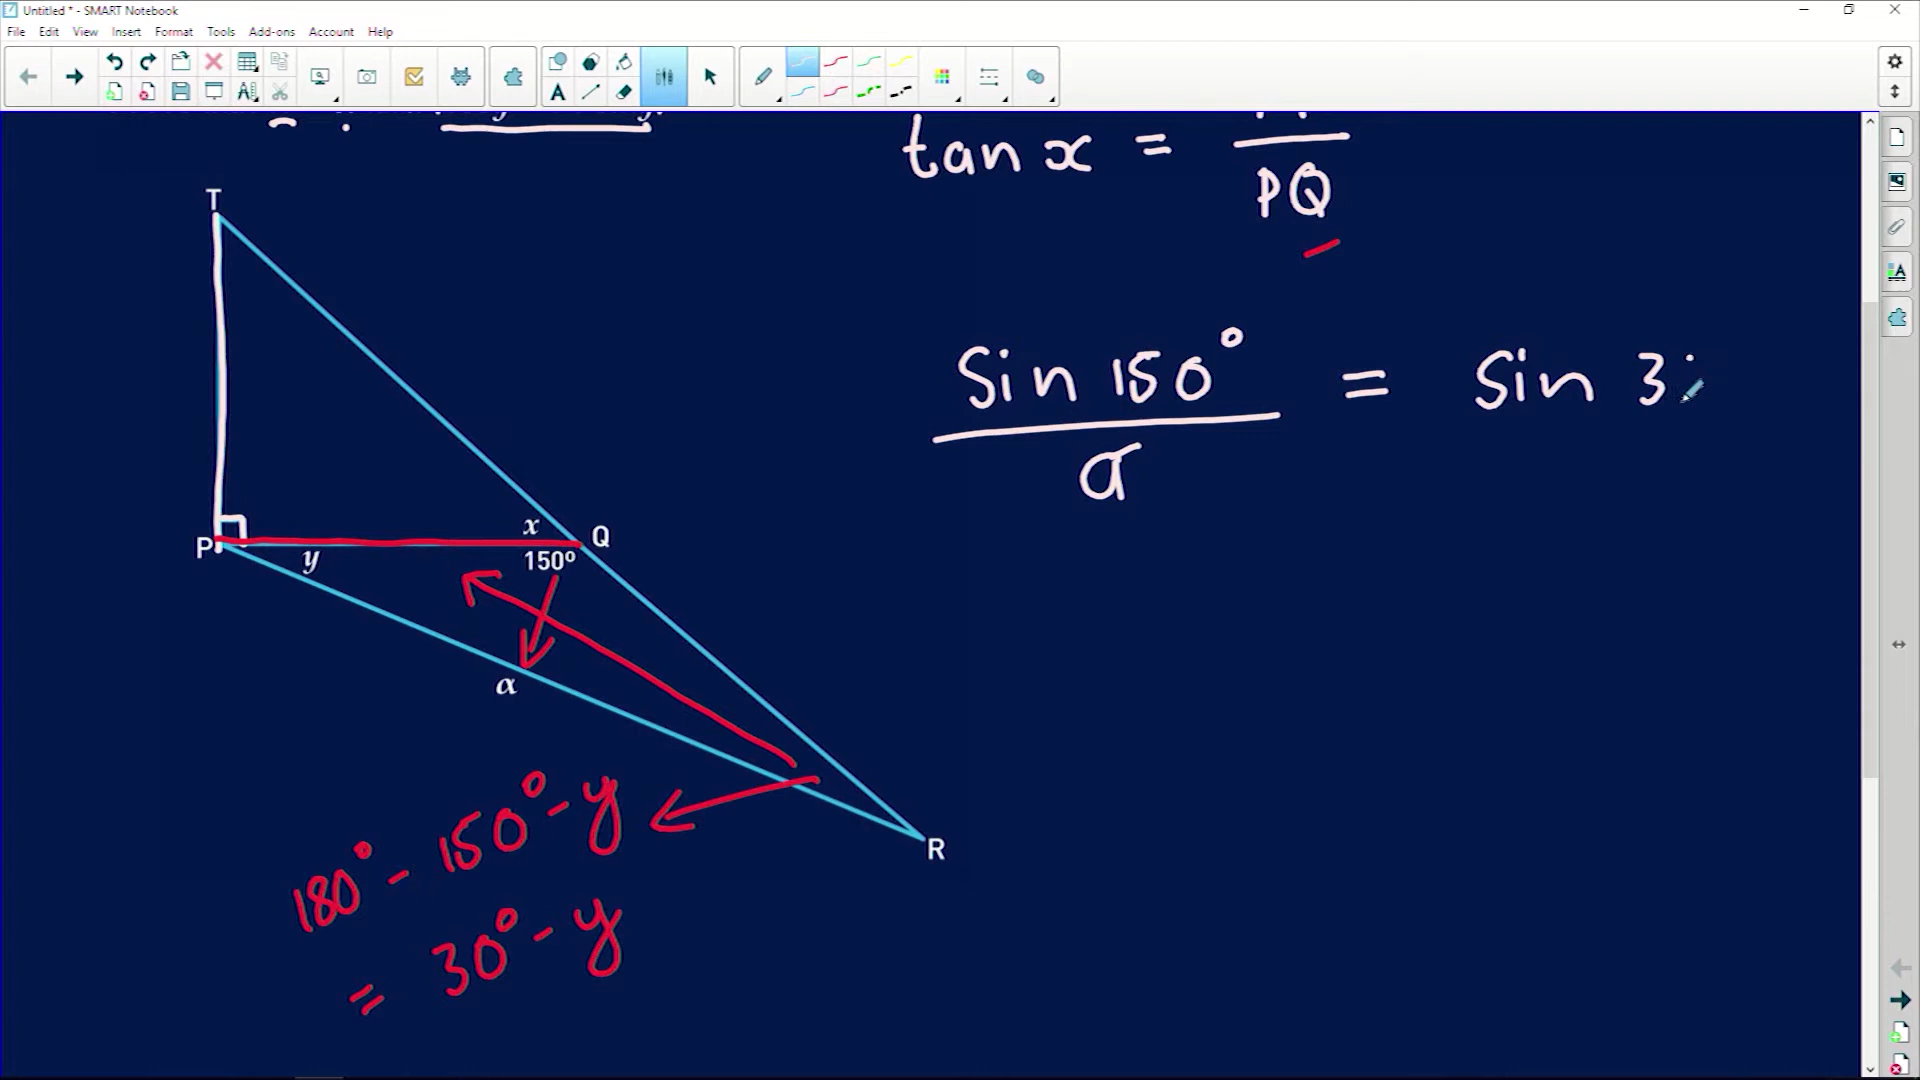 Untitled * - SMART Notebook
File Edit View Insert Format Tools Add-ons Account Help
tan x = PQ
T
sin 150° = sin 3
a
x
P Q
y 150°
α
180° - 150° - y
R
= 30° - y